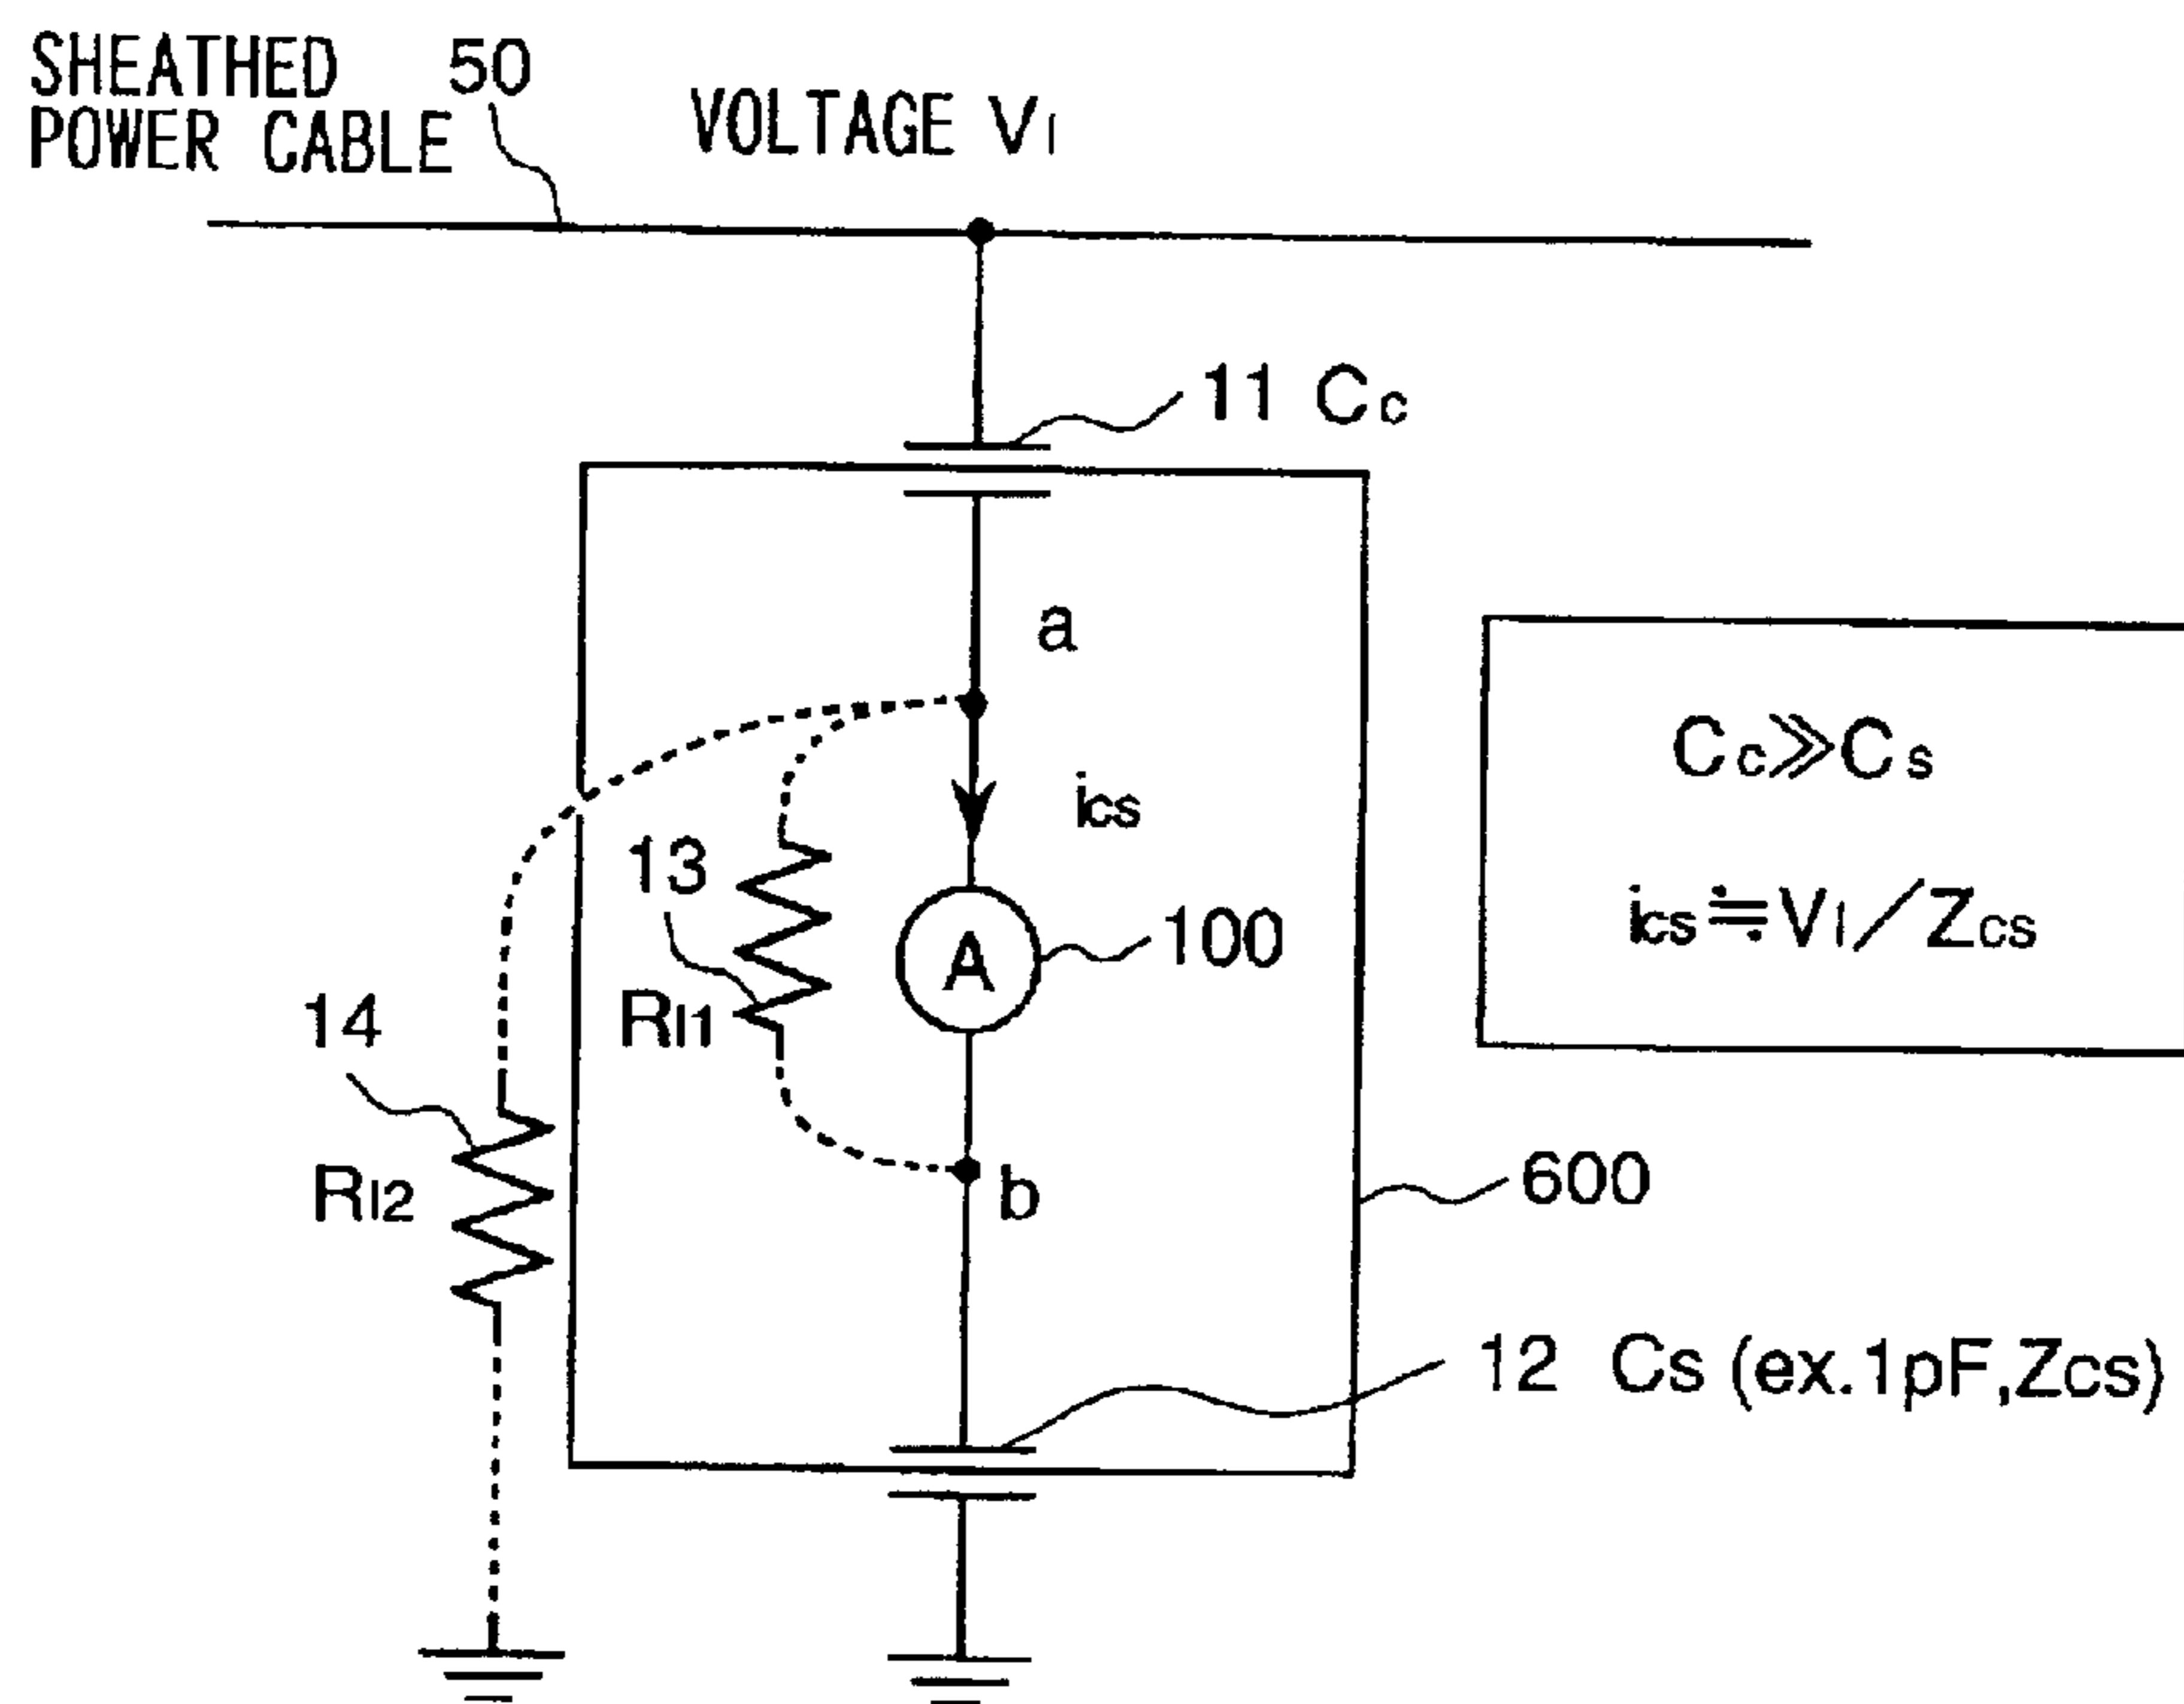 SHEATHED 50
POWER CABLE
VOLTAGE Vl
11 Cc
a
ics
13
100
A
Rl1
14
Rl2
b
600
12 Cs (ex.1pF,Zcs)
Cc≫Cs
ics≒Vl/Zcs